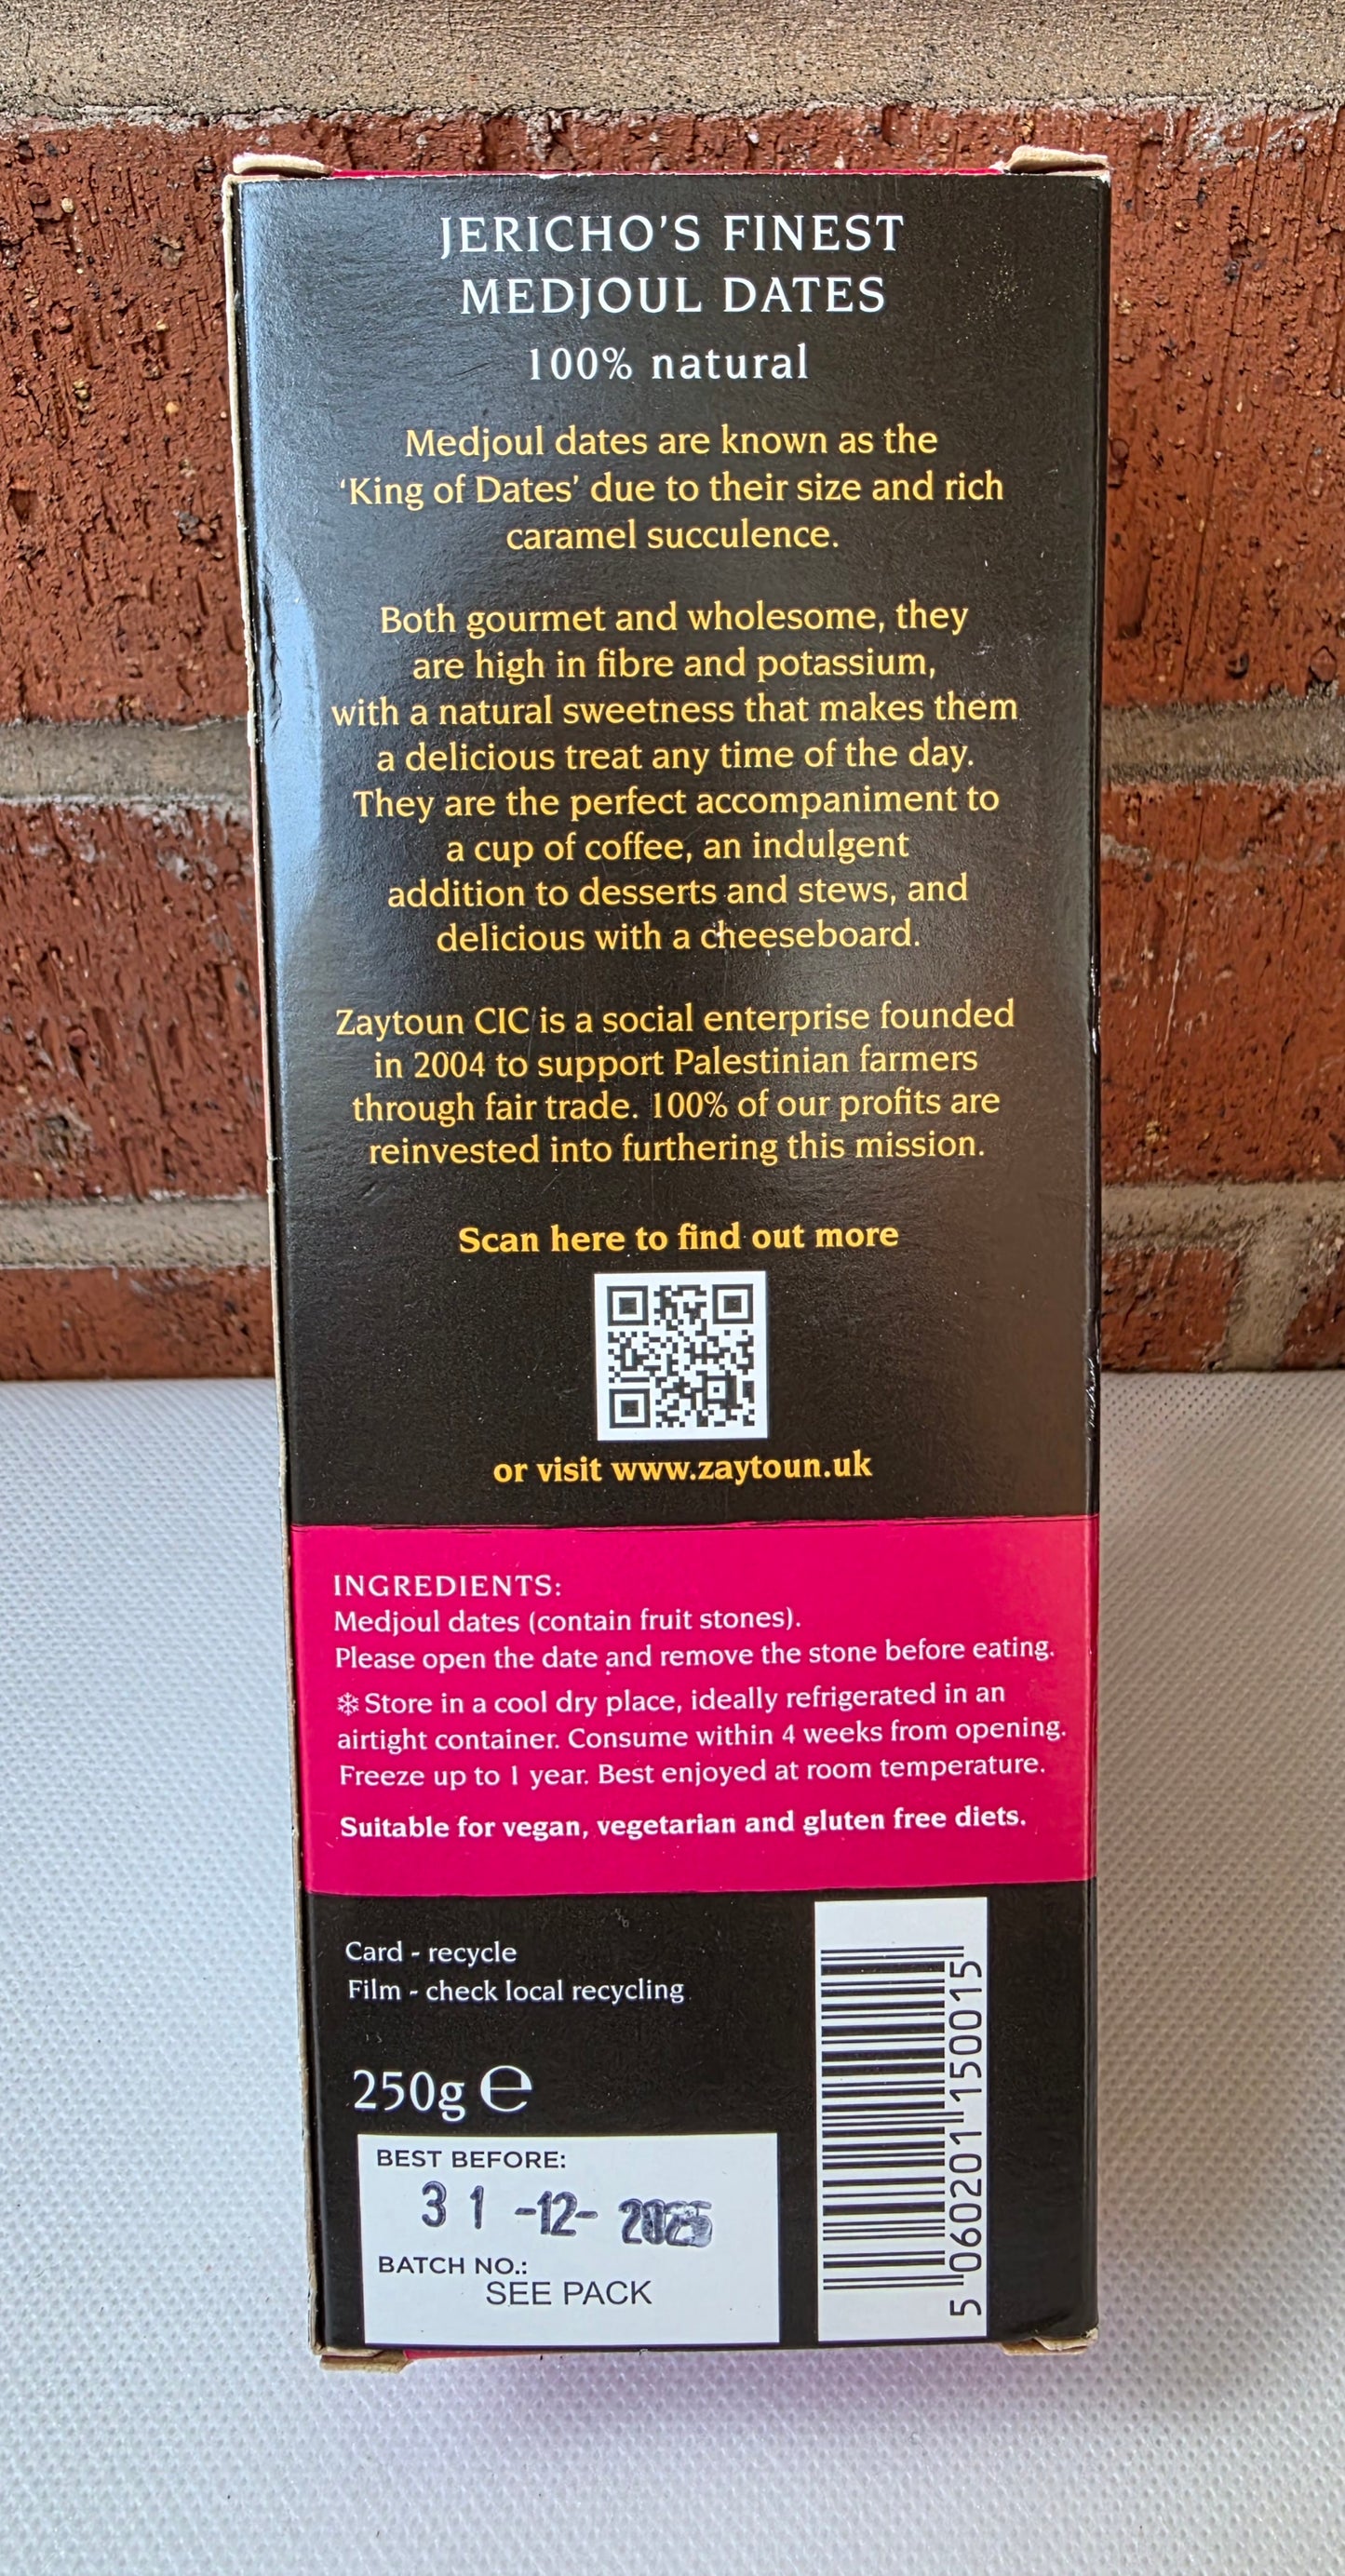 JERICHO'S FINEST
MEDJOUL DATES
100% natural
Medjoul dates are known as the
‘King of Dates’ due to their size and rich
caramel succulence.
Both gourmet and wholesome, they
are high in fibre and potassium,
with a natural sweetness that makes them
a delicious treat any time of the day.
They are the perfect accompaniment to
a cup of coffee, an indulgent
addition to desserts and stews, and
delicious with a cheeseboard.
Zaytoun CIC is a social enterprise founded
in 2004 to support Palestinian farmers
through fair trade. 100% of our profits are
reinvested into furthering this mission.
Scan here to find out more
or visit www.zaytoun.uk
INGREDIENTS:
Medjoul dates (contain fruit stones).
Please open the date and remove the stone before eating.
Store in a cool dry place, ideally refrigerated in an
airtight container. Consume within 4 weeks from opening.
Freeze up to 1 year. Best enjoyed at room temperature.
Suitable for vegan, vegetarian and gluten free diets.
Card - recycle
Film - check local recycling
250g ℮
BEST BEFORE:
31 -12-
BATCH NO.:
SEE PACK
5 060201 150015